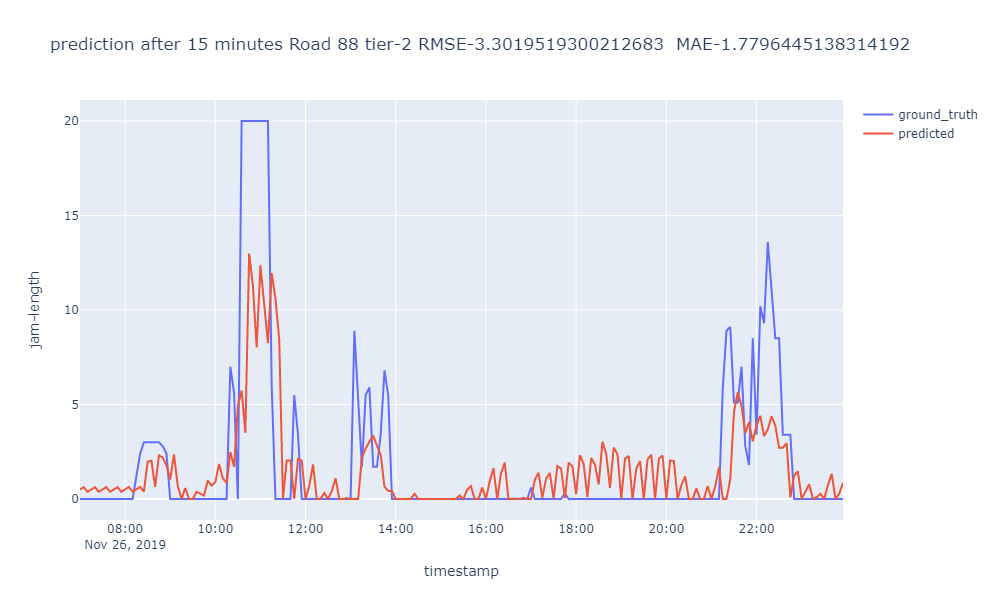 prediction after 15 minutes Road 88 tier-2 RMSE-3.3019519300212683  MAE-1.7796445138314192
ground_truth
predicted
20
15
10
5
0
jam-length
08:00 10:00 12:00 14:00 16:00 18:00 20:00 22:00
Nov 26, 2019
timestamp